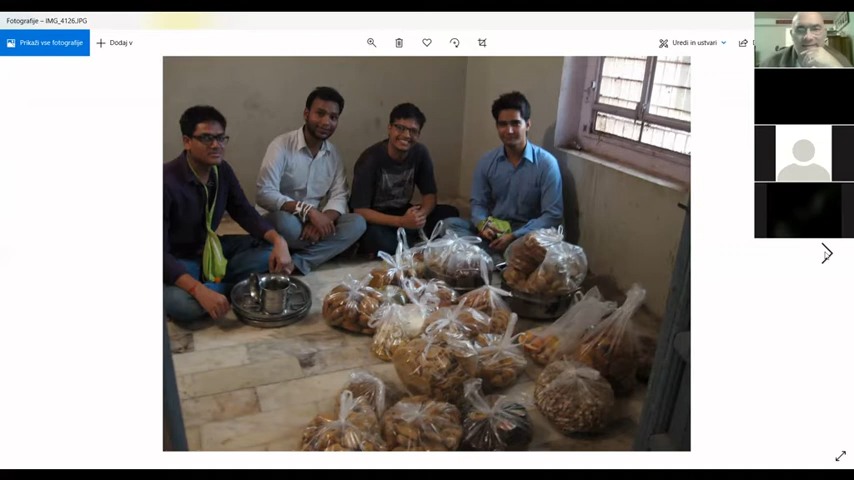 Fotografije – IMG_4126.JPG
Prikaži vse fotografije
Dodaj v
Uredi in ustvari